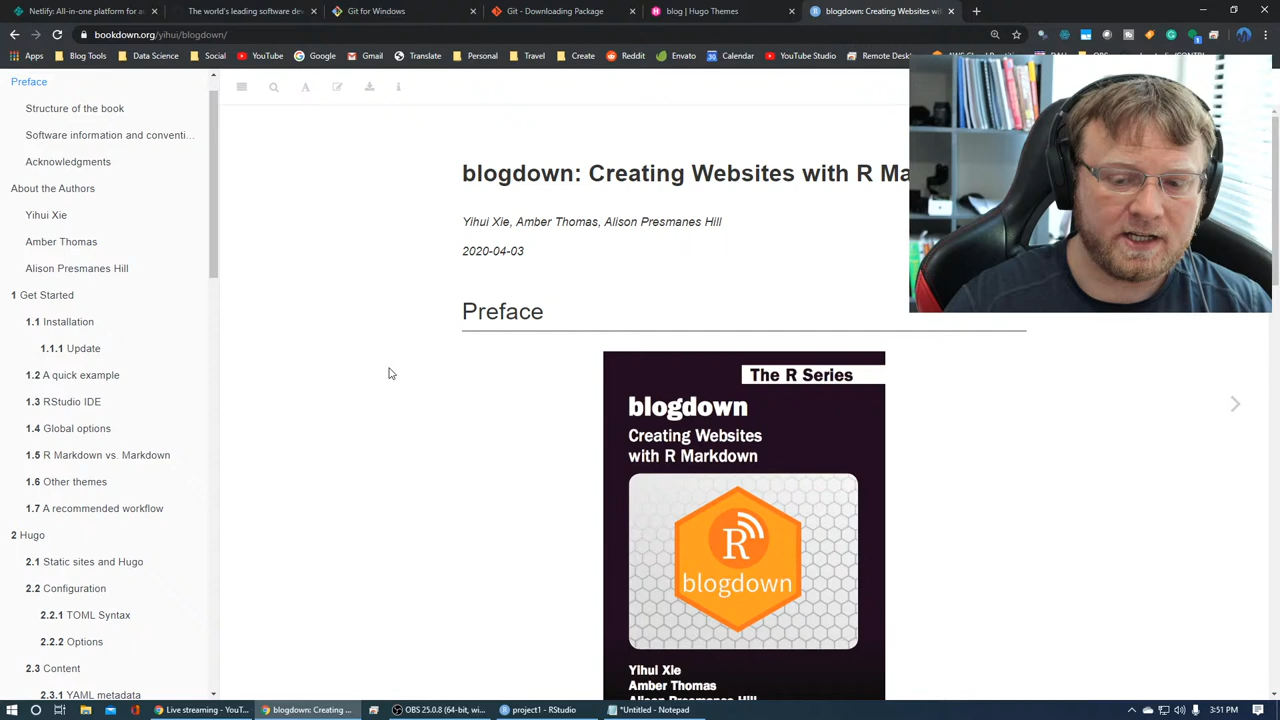 Netlify: All-in-one platform for a
The world's leading software dev
Git for Windows
Git - Downloading Package
blog | Hugo Themes
blogdown: Creating Websites wi
bookdown.org/yihui/blogdown/
Apps
Tod Tools
Data Science
Social
YouTube
Google
Gmail
Translate
Personal
Travel
Create
Reddit
Envato
Calendar
YouTube Studio
Remote Desk
Preface
Structure of the book
Software information and conventi...
Acknowledgments
About the Authors
Yihui Xie
Amber Thomas
Alison Presmanes Hill
1 Get Started
1.1 Installation
1.1.1 Update
1.2 A quick example
1.3 RStudio IDE
1.4 Global options
1.5 R Markdown vs. Markdown
1.6 Other themes
1.7 A recommended workflow
2 Hugo
2.1 Static sites and Hugo
2.2 Configuration
2.2.1 TOML Syntax
2.2.2 Options
2.3 Content
2.3.1 YAML metadata
blogdown: Creating Websites with R Ma
Yihui Xie, Amber Thomas, Alison Presmanes Hill
2020-04-03
Preface
The R Series
blogdown
Creating Websites
with R Markdown
R
blogdown
Yihui Xie
Amber Thomas
Alison Presmanes Hill
Live streaming - YouT...
blogdown: Creating ...
OBS 25.0.8 (64-bit, wi...
project1 - RStudio
*Untitled - Notepad
3:51 PM